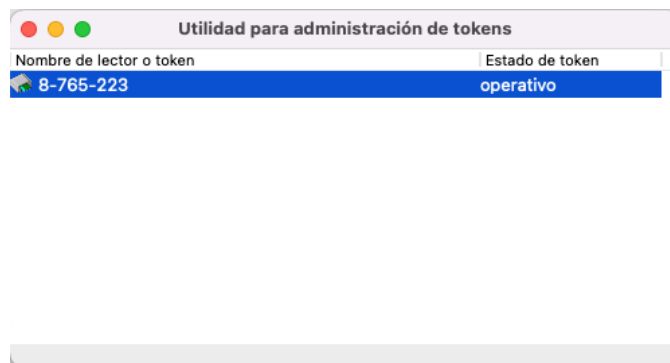 Utilidad para administración de tokens
Nombre de lector o token Estado de token
8-765-223 operativo